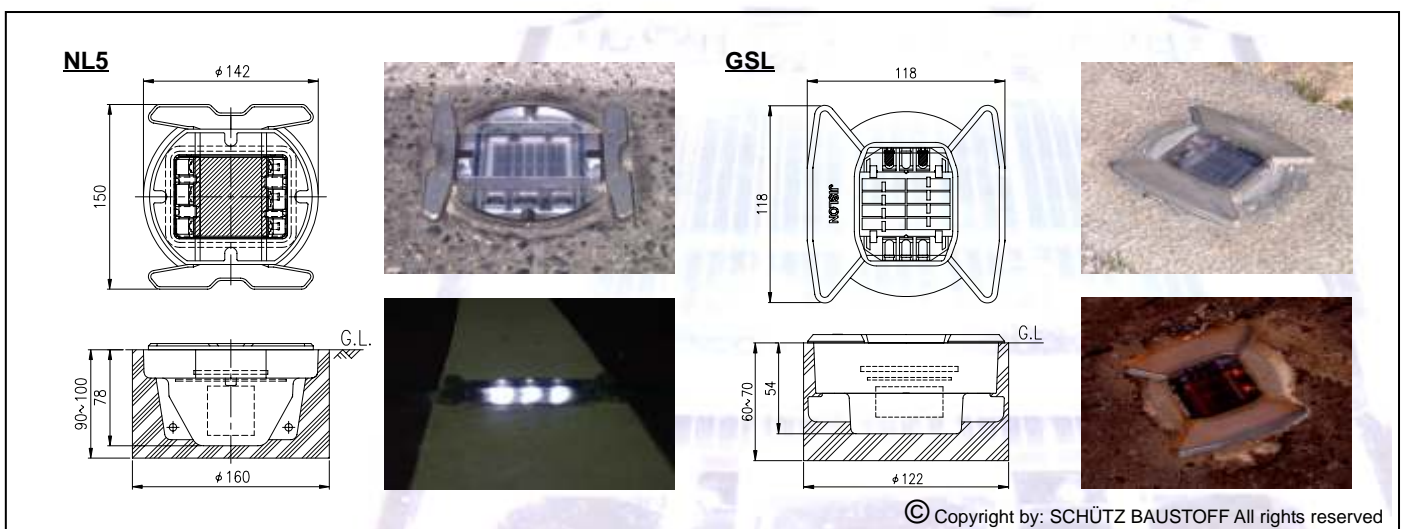 NL5
ϕ142
150
G.L.
90~100
78
ϕ160
GSL
118
118
JISLON
G.L
60~70
54
ϕ122
© Copyright by: SCHÜTZ BAUSTOFF All rights reserved